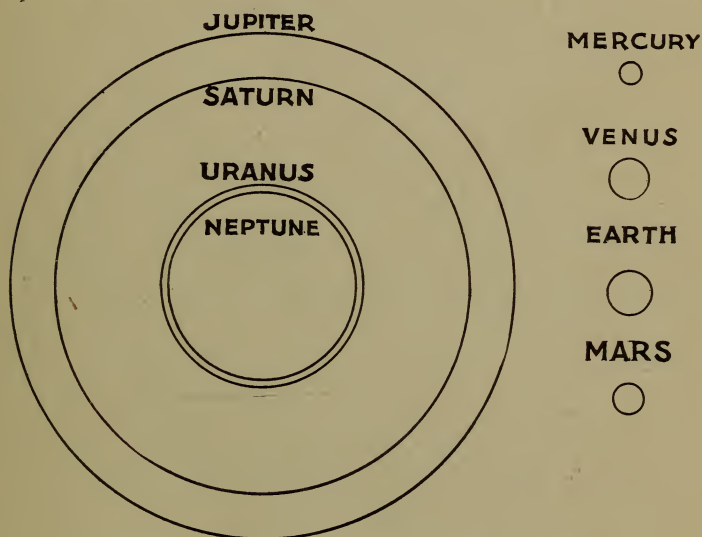 JUPITER
SATURN
URANUS
NEPTUNE
MERCURY
VENUS
EARTH
MARS